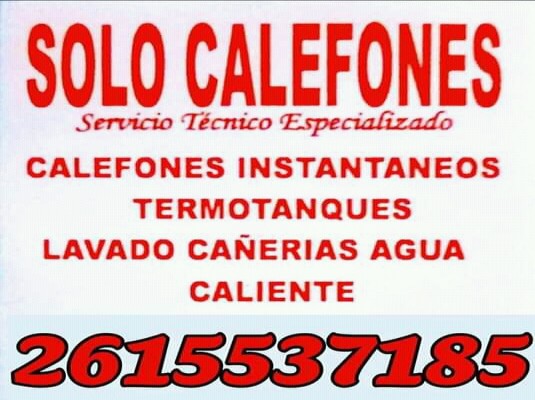 SOLO CALEFONES
Servicio Técnico Especializado
CALEFONES INSTANTANEOS
TERMOTANQUES
LAVADO CAÑERIAS AGUA
CALIENTE
2615537185